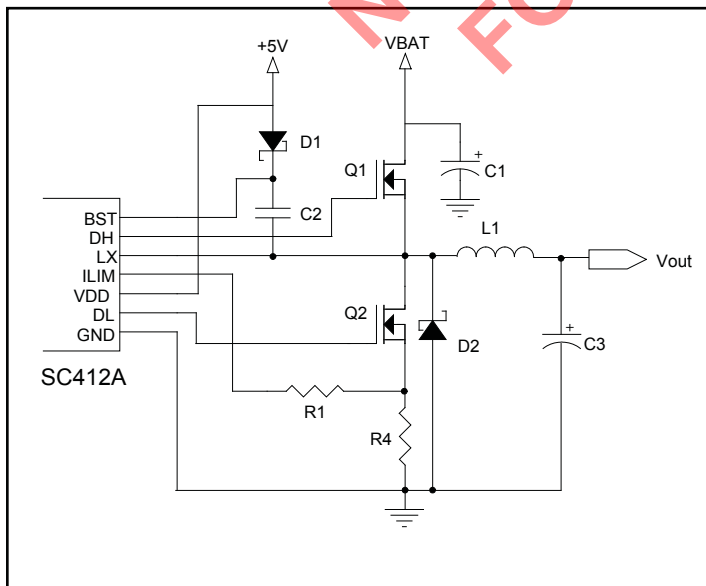 +5V
VBAT
D1
Q1
C1
C2
BST
DH
LX
ILIM
VDD
DL
GND
L1
Vout
Q2
D2
C3
SC412A
R1
R4
+
+